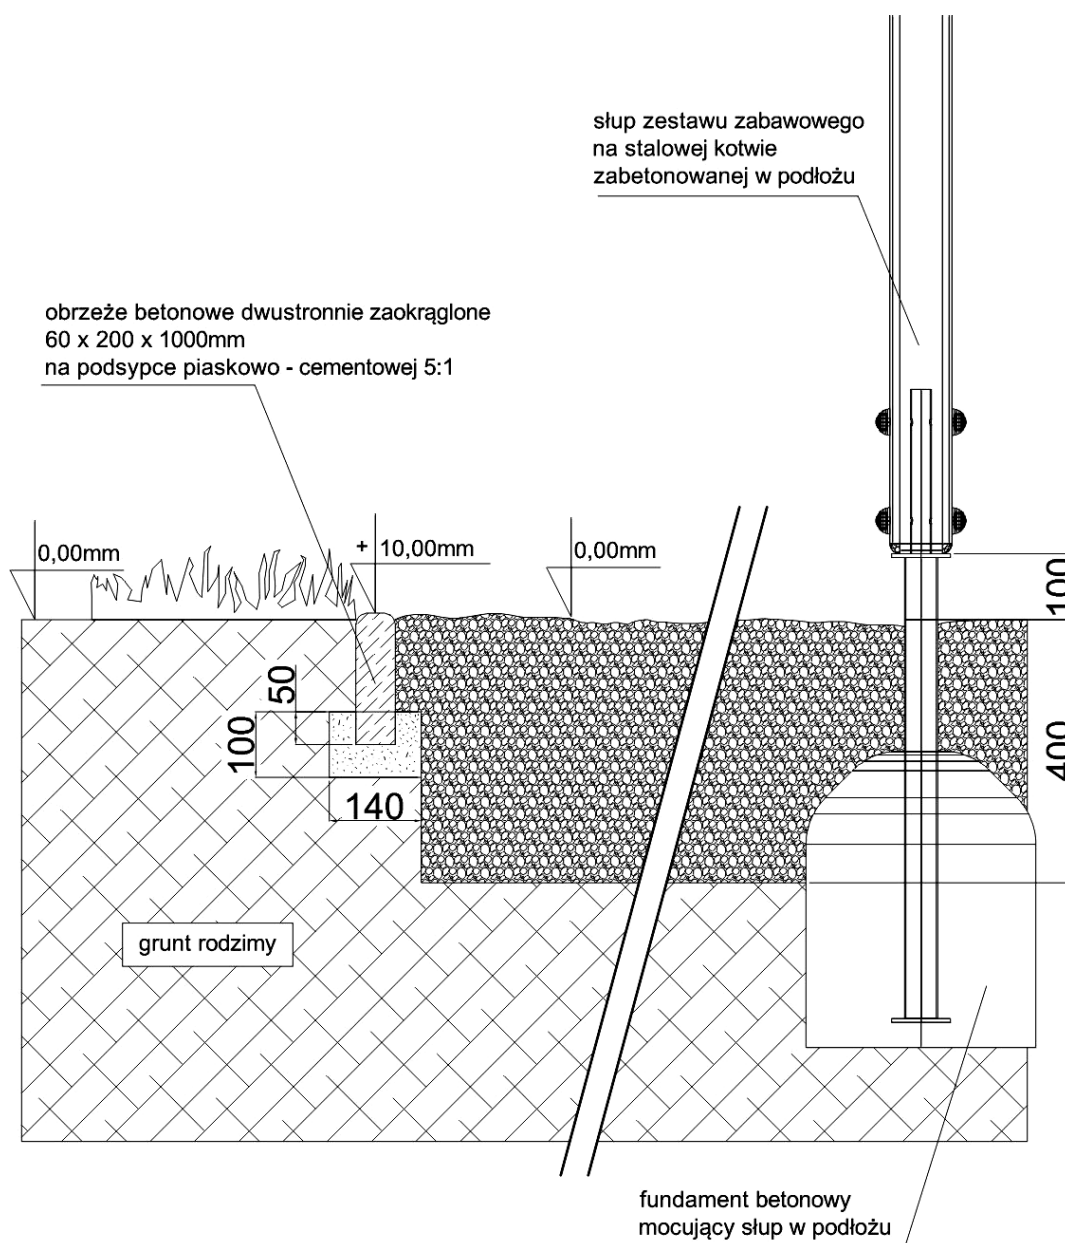 słup zestawu zabawowego
na stalowej kotwie
zabetonowanej w podłożu
obrzeże betonowe dwustronnie zaokrąglone
60 x 200 x 1000mm
na podsypce piaskowo - cementowej 5:1
0,00mm
+ 10,00mm
0,00mm
100
50
100
400
140
grunt rodzimy
fundament betonowy
mocujący słup w podłożu